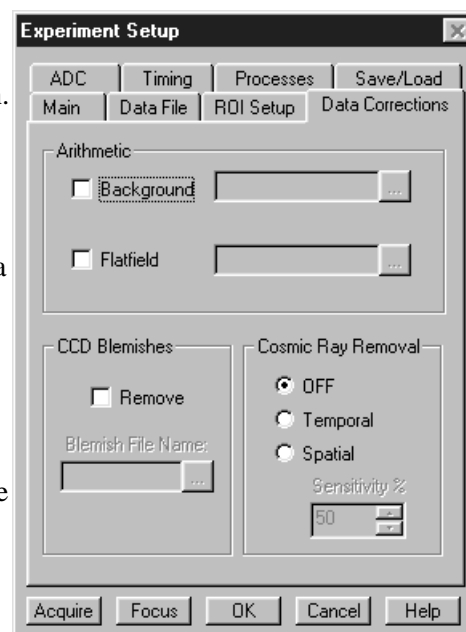 Experiment Setup
ADC Timing Processes Save/Load
Main Data File ROI Setup Data Corrections
Arithmetic
Background ...
Flatfield ...
CCD Blemishes
Remove
Blemish File Name:
...
Cosmic Ray Removal
OFF
Temporal
Spatial
Sensitivity %
50
Acquire Focus OK Cancel Help